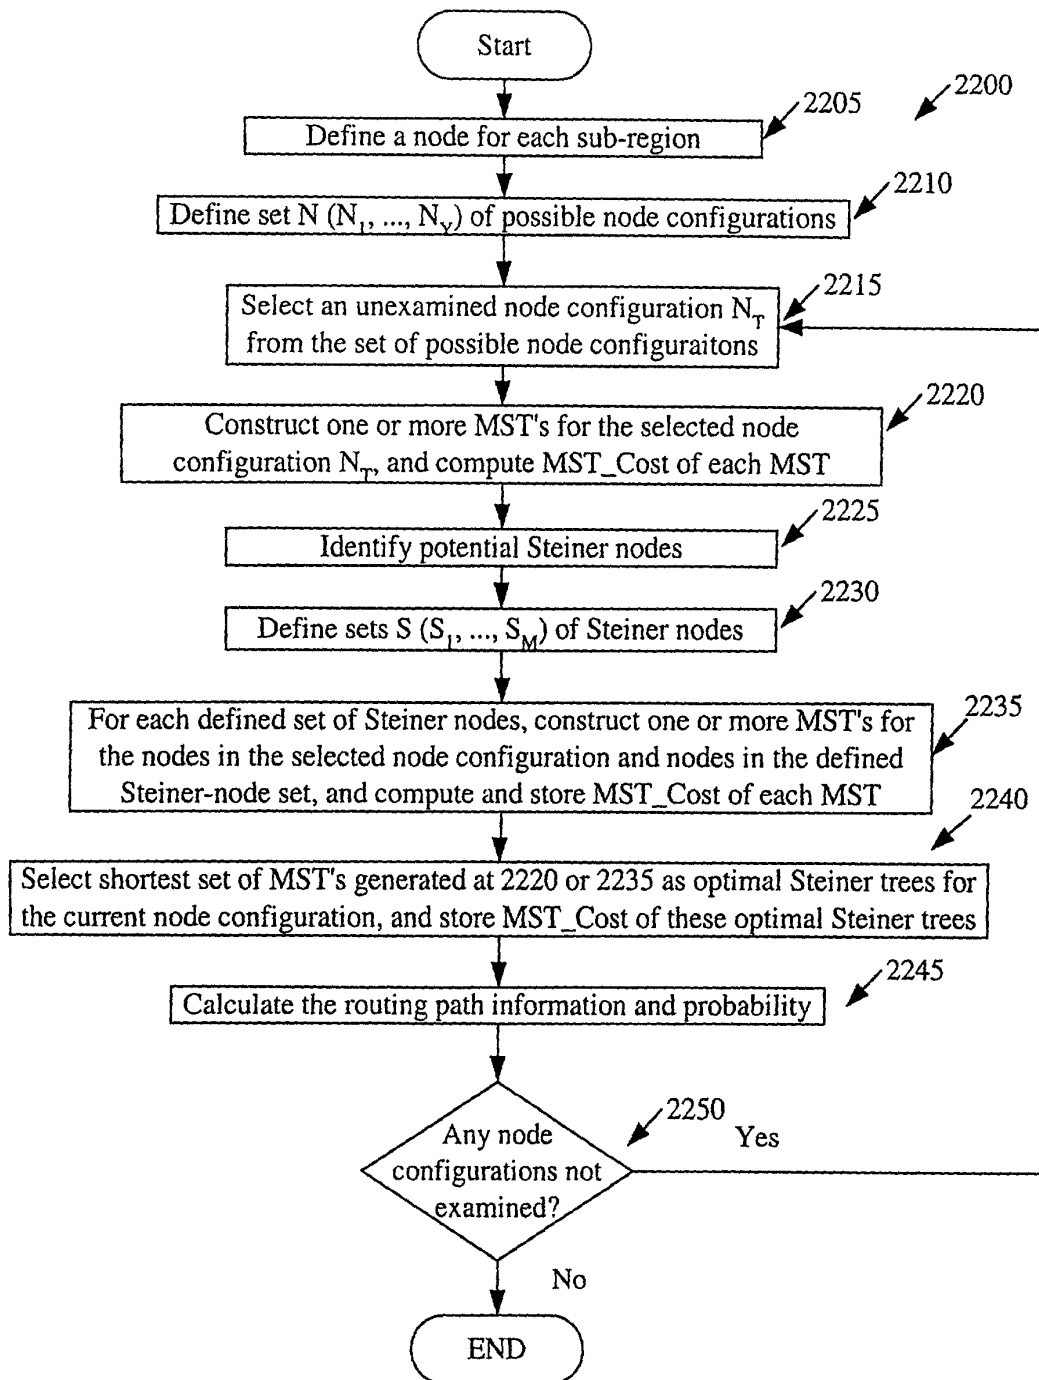 Start
2200
2205
Define a node for each sub-region
2210
Define set N (N₁, ..., N_Y) of possible node configurations
2215
Select an unexamined node configuration N_T
from the set of possible node configuraitons
2220
Construct one or more MST's for the selected node
configuration N_T, and compute MST_Cost of each MST
2225
Identify potential Steiner nodes
2230
Define sets S (S₁, ..., S_M) of Steiner nodes
2235
For each defined set of Steiner nodes, construct one or more MST's for
the nodes in the selected node configuration and nodes in the defined
Steiner-node set, and compute and store MST_Cost of each MST
2240
Select shortest set of MST's generated at 2220 or 2235 as optimal Steiner trees for
the current node configuration, and store MST_Cost of these optimal Steiner trees
2245
Calculate the routing path information and probability
2250
Yes
Any node
configurations not
examined?
No
END